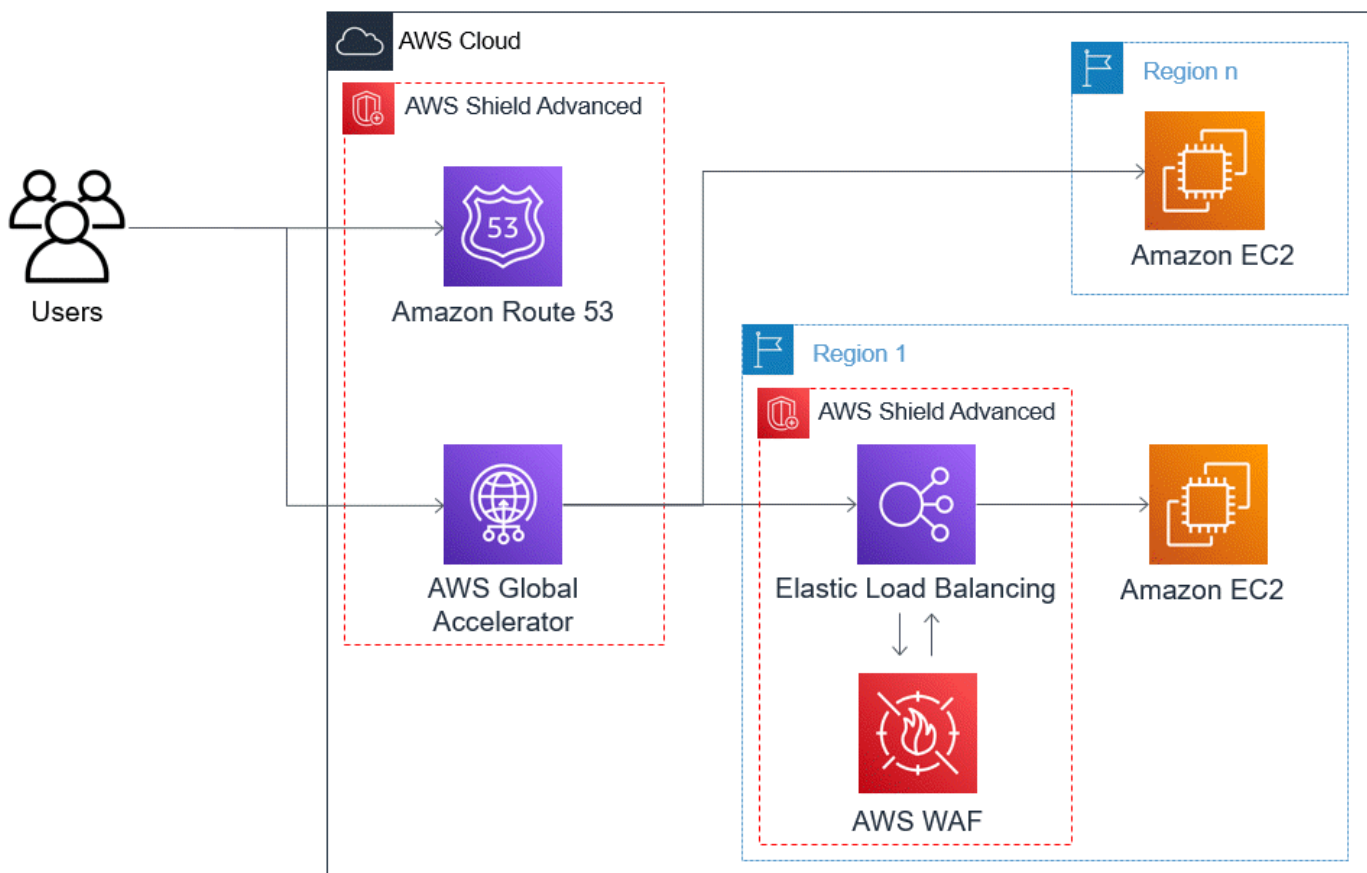 AWS Cloud
Region n
AWS Shield Advanced
53
Amazon EC2
Users
Amazon Route 53
Region 1
AWS Shield Advanced
AWS Global
Accelerator
Elastic Load Balancing
Amazon EC2
AWS WAF